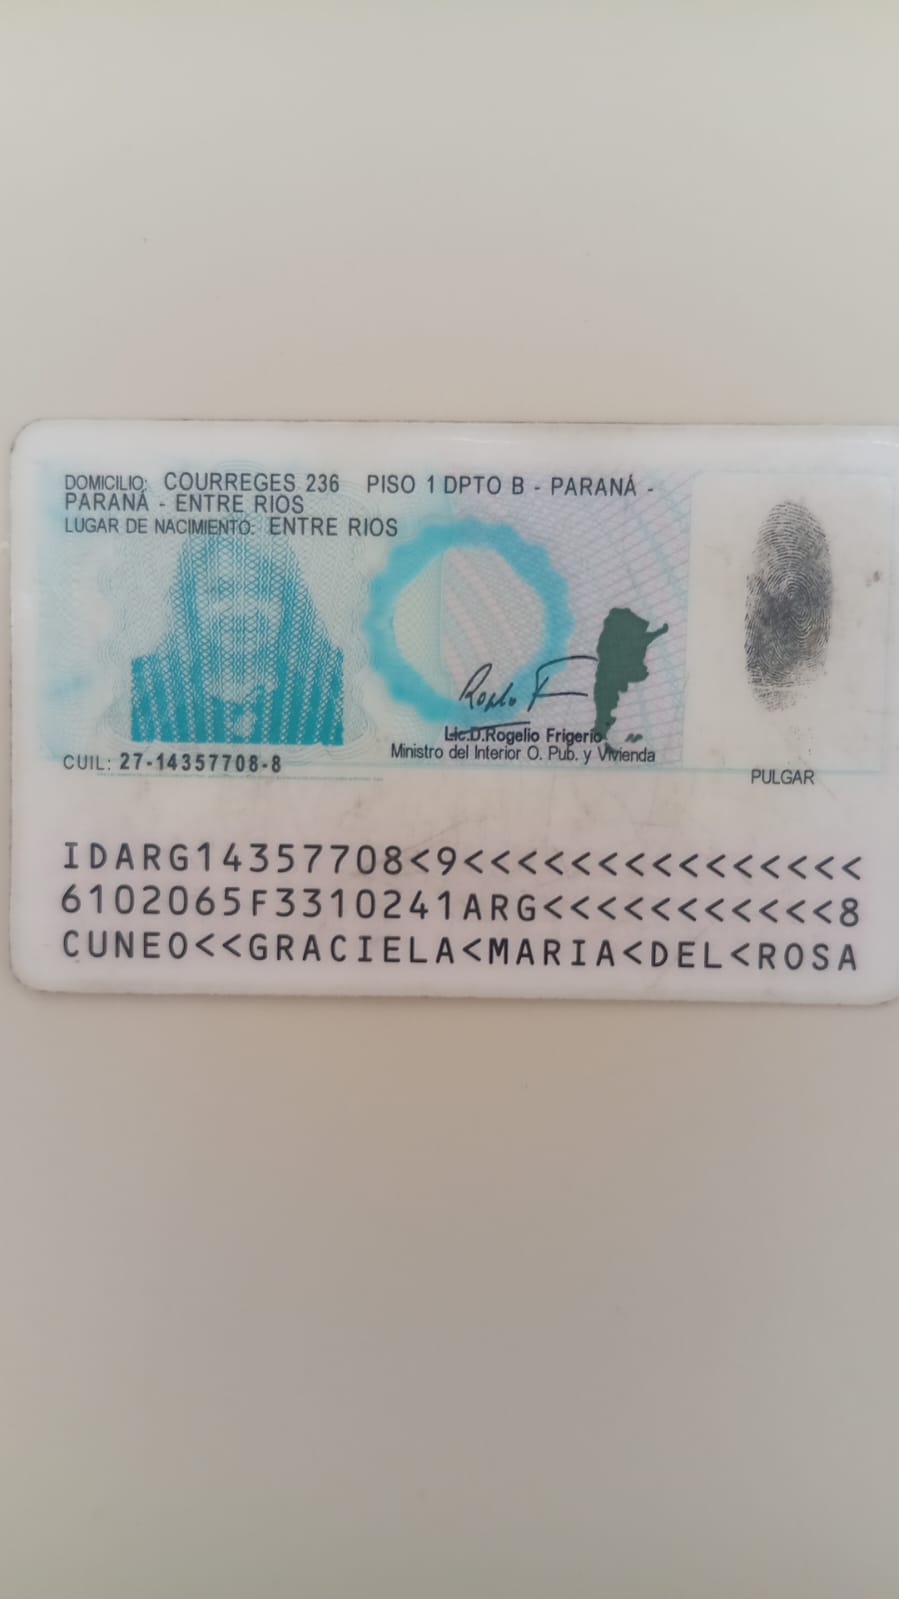 DOMICILIO: COURREGES 236 PISO 1 DPTO B - PARANÁ -
PARANÁ - ENTRE RIOS
LUGAR DE NACIMIENTO: ENTRE RIOS
Lic.D.Rogelio Frigerio
Ministro del Interior O. Pub. y Vivienda
CUIL: 27-14357708-8
PULGAR
IDARG14357708<9<<<<<<<<<<<<<<<
6102065F3310241ARG<<<<<<<<<<<8
CUNEO<<GRACIELA<MARIA<DEL<ROSA